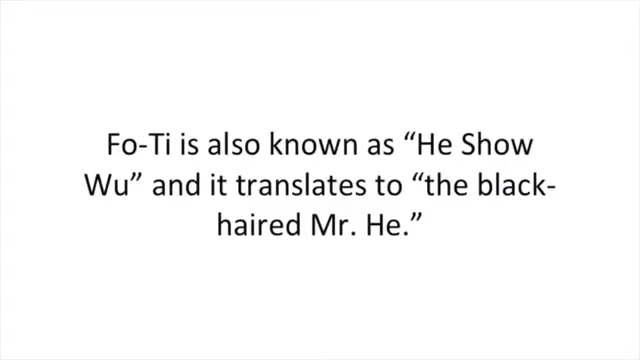 Fo-Ti is also known as “He Show
Wu” and it translates to “the black-
haired Mr. He.”